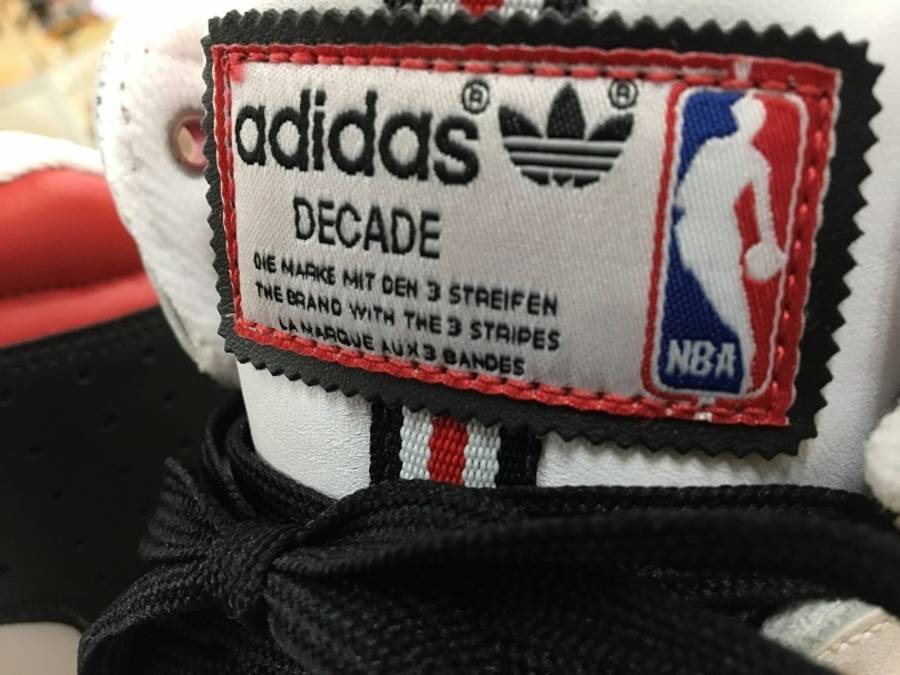 adidas® ®
DECADE
DIE MARKE MIT DEN 3 STREIFEN
THE BRAND WITH THE 3 STRIPES
LA MARQUE AUX 3 BANDES
NBA